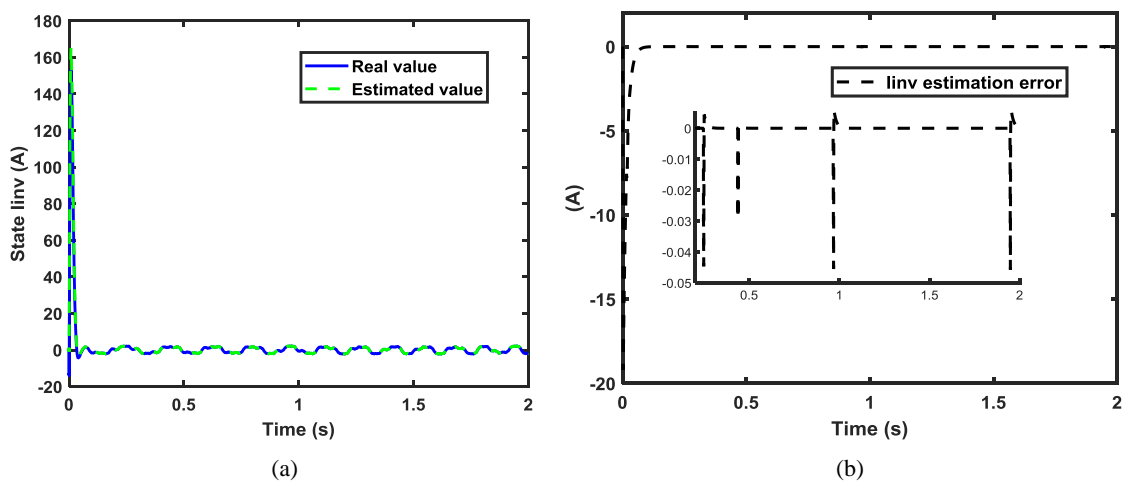 180
160
140
120
100
80
60
40
20
0
-20
State Iinv (A)
Real value
Estimated value
0 0.5 1 1.5 2
Time (s)
(a)
0
-5
-10
-15
-20
(A)
Iinv estimation error
0
-0.01
-0.02
-0.03
-0.04
-0.05
0.5 1 1.5 2
0 0.5 1 1.5 2
Time (s)
(b)